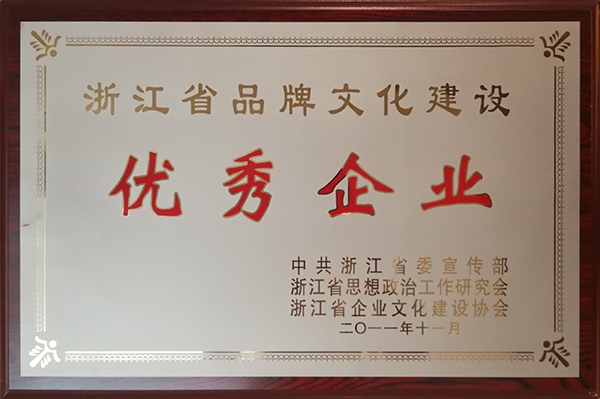 浙江省品牌文化建设
优秀企业
中共浙江省委宣传部
浙江省思想政治工作研究会
浙江省企业文化建设协会
二〇一一年十一月